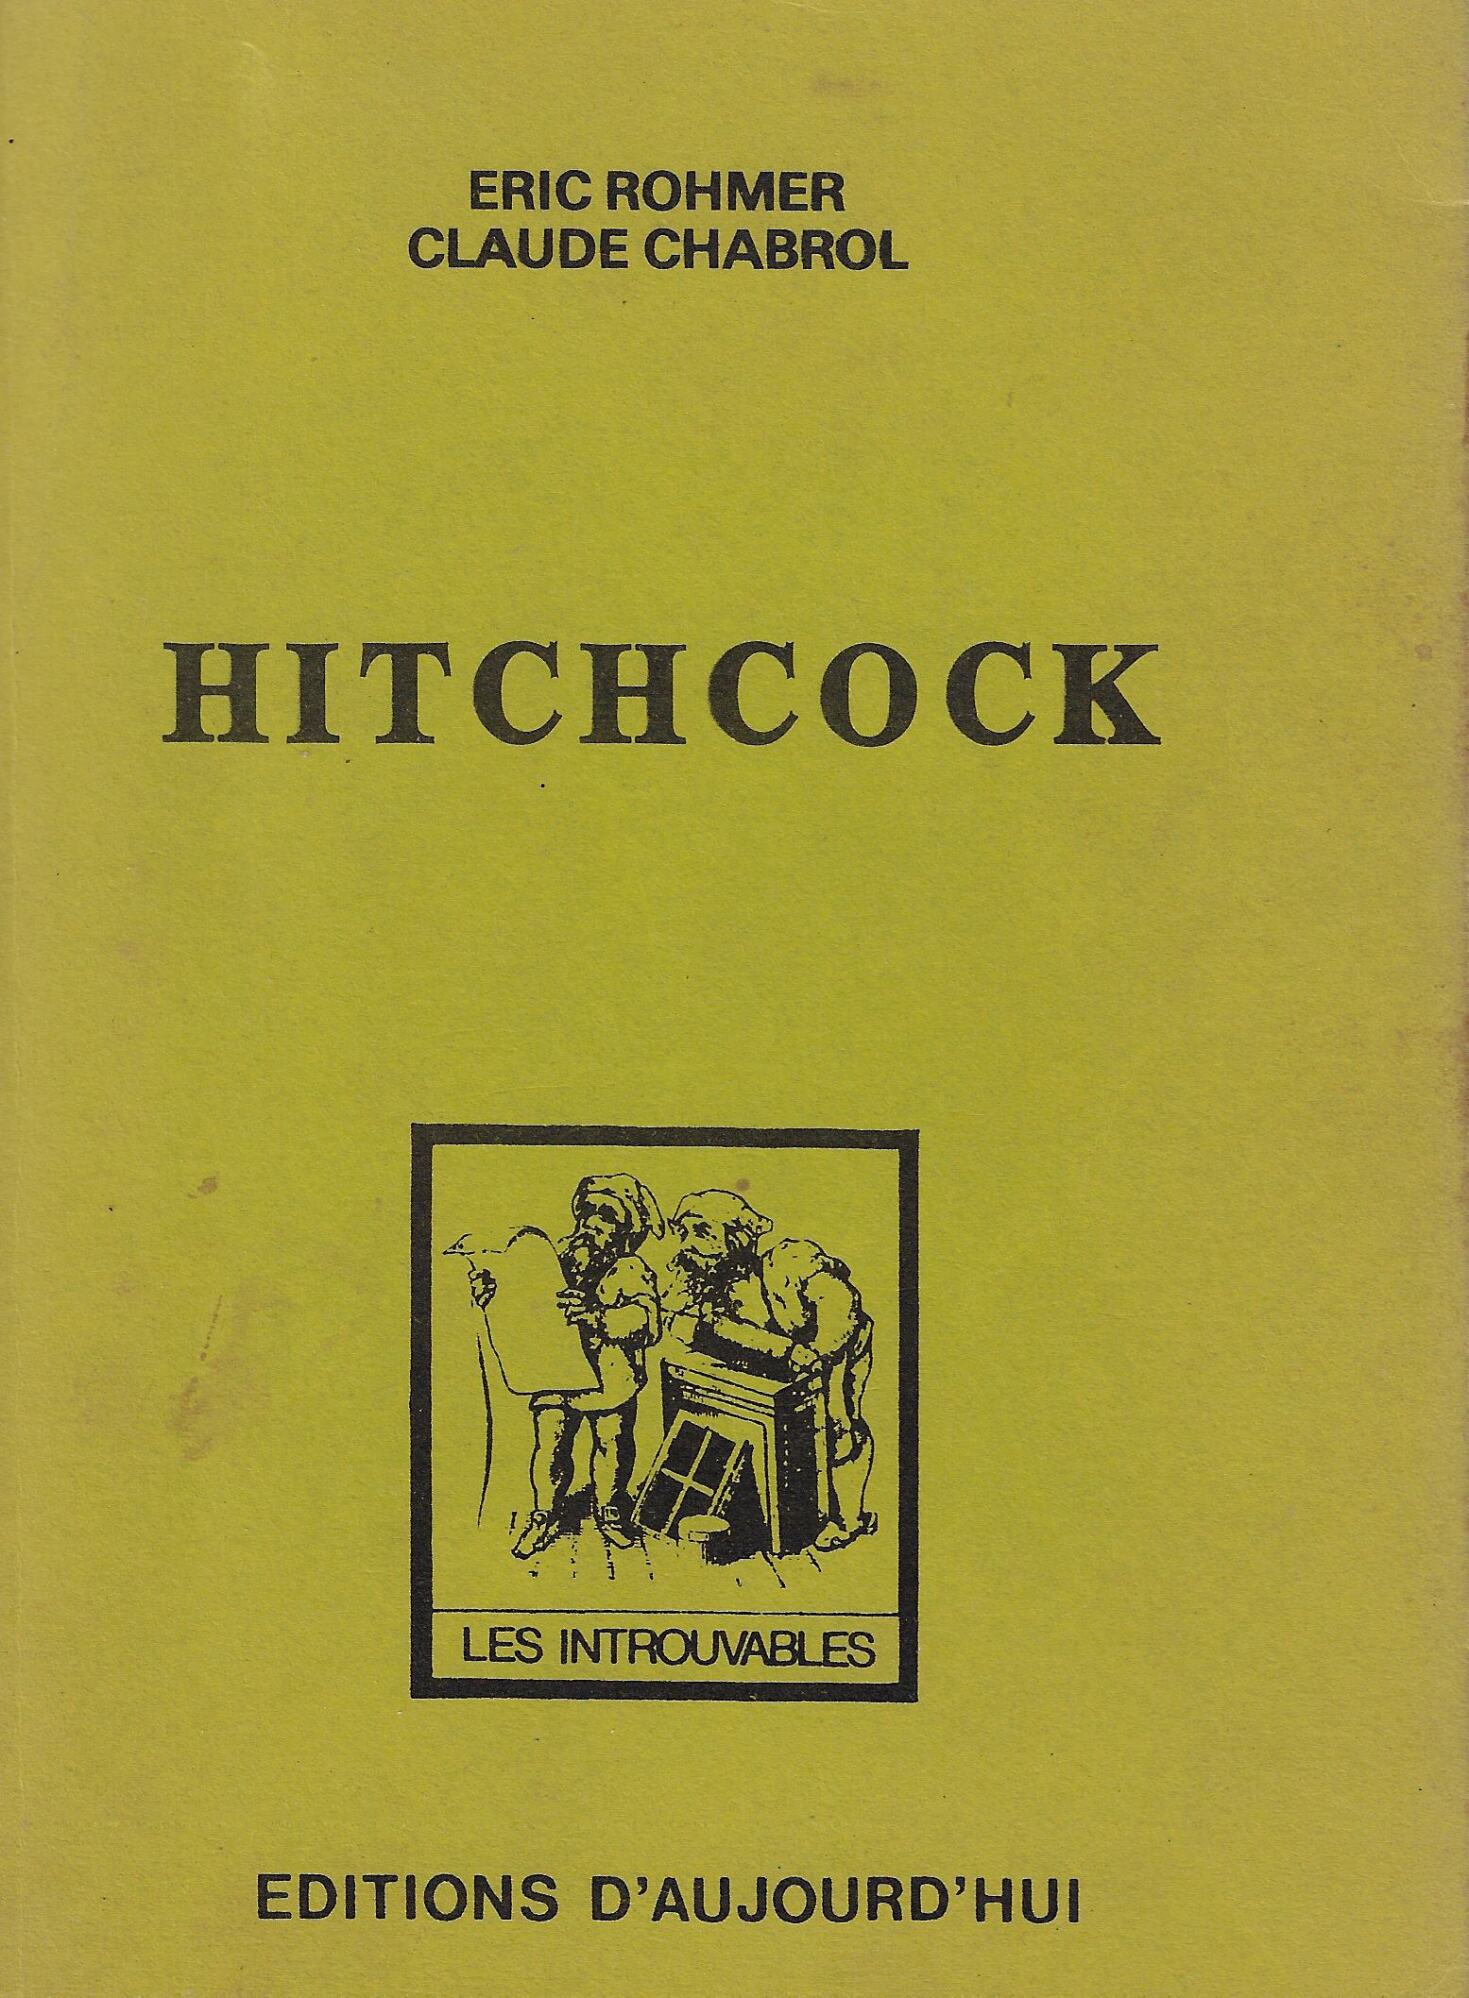 ERIC ROHMER
CLAUDE CHABROL
HITCHCOCK
LES INTROUVABLES
EDITIONS D'AUJOURD'HUI